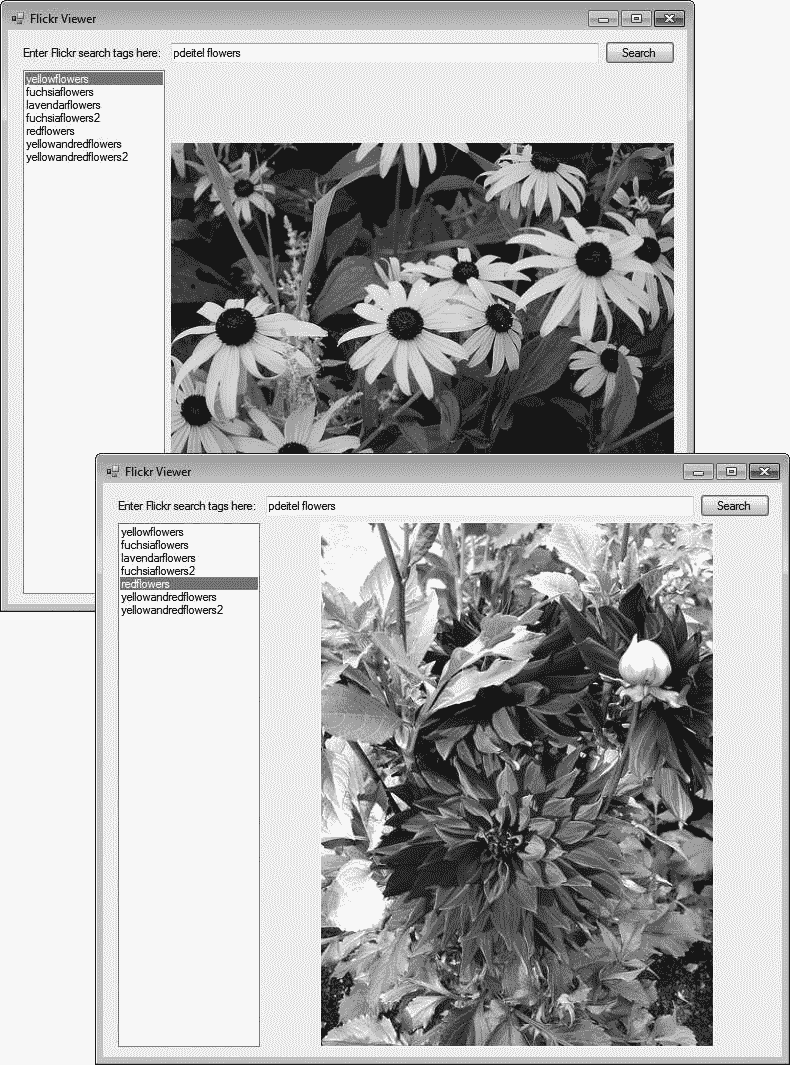 Flickr Viewer
Enter Flickr search tags here: pdeitel flowers Search
yellowflowers
fuchsiaflowers
lavendarflowers
fuchsiaflowers2
redflowers
yellowandredflowers
yellowandredflowers2
Flickr Viewer
Enter Flickr search tags here: pdeitel flowers Search
yellowflowers
fuchsiaflowers
lavendarflowers
fuchsiaflowers2
redflowers
yellowandredflowers
yellowandredflowers2